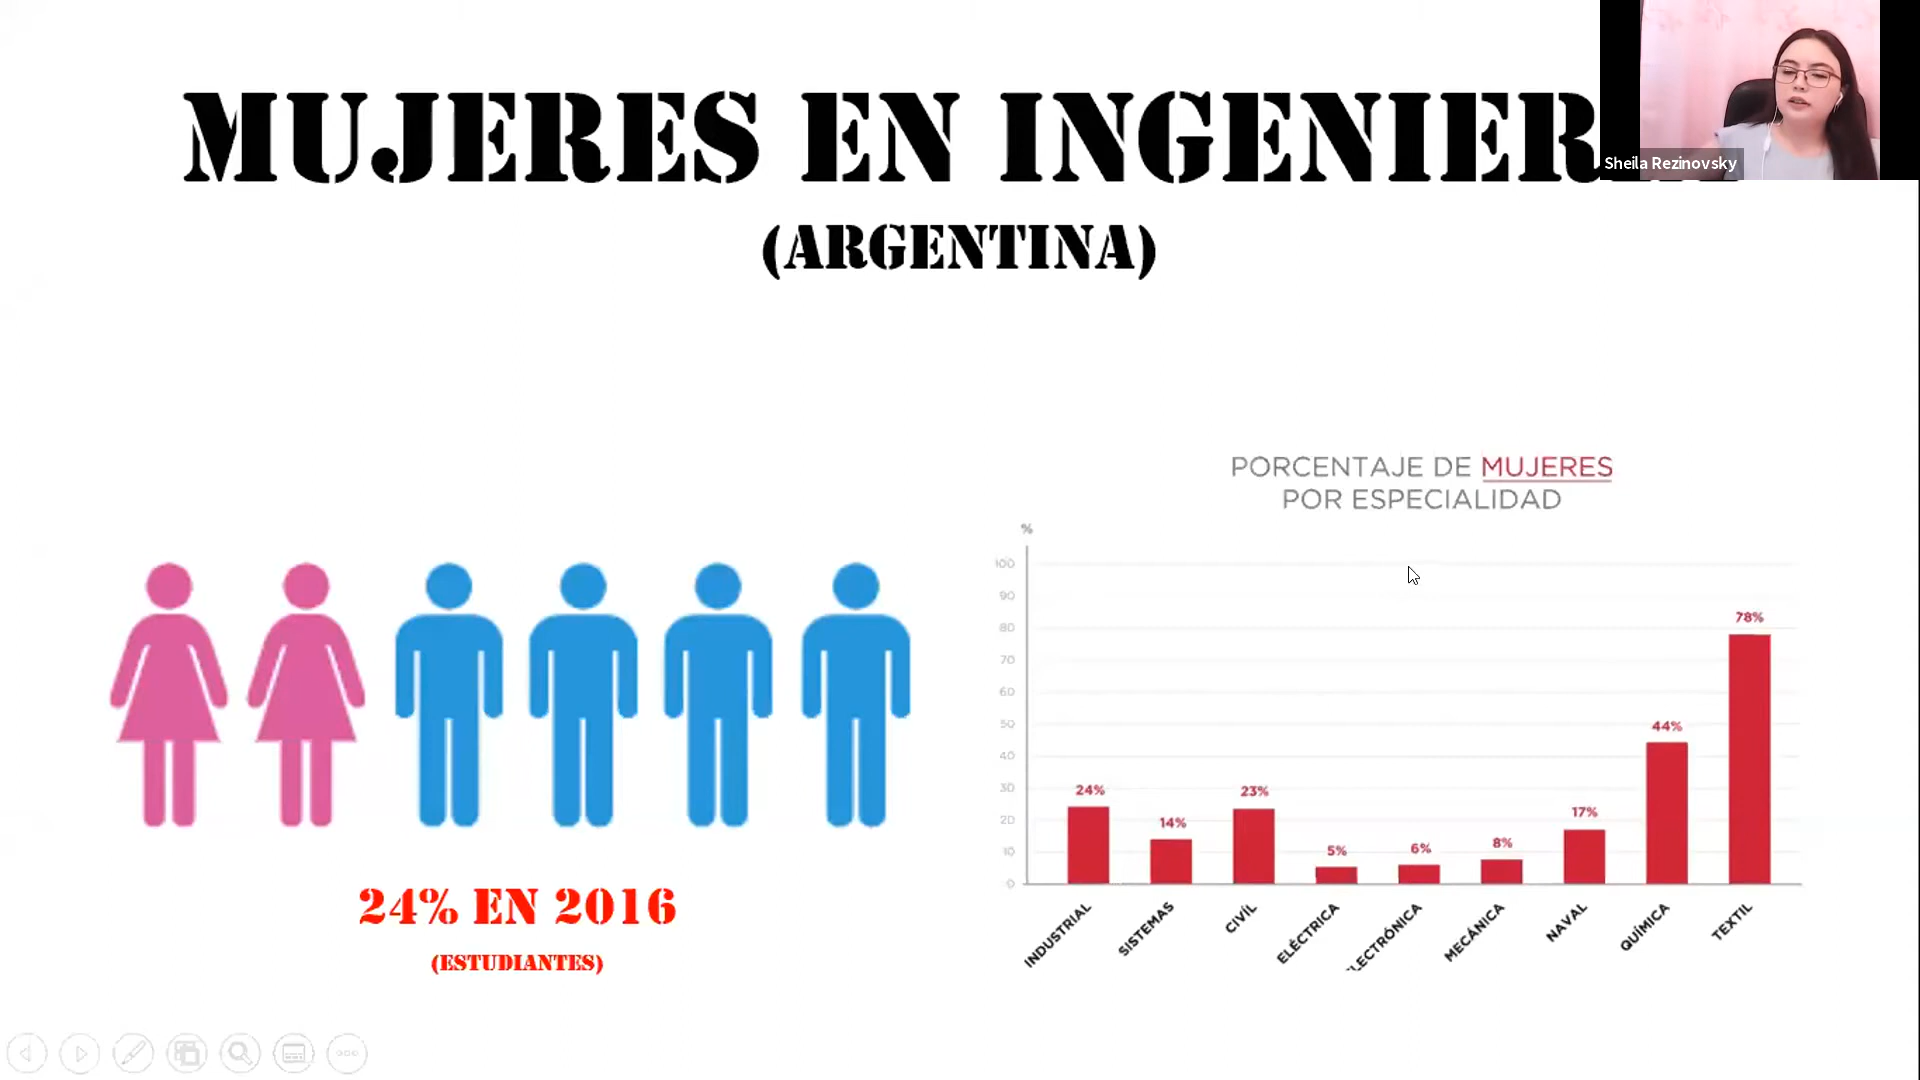 MUJERES EN INGENIER
(ARGENTINA)
Sheila Rezinovsky
PORCENTAJE DE MUJERES
POR ESPECIALIDAD
%
100
90
80
70
60
50
40
30
20
10
0
24%
14%
23%
5%
6%
8%
17%
44%
78%
INDUSTRIAL
SISTEMAS
CIVÍL
ELÉCTRICA
LECTRÓNICA
MECÁNICA
NAVAL
QUÍMICA
TEXTIL
24% EN 2016
(ESTUDIANTES)